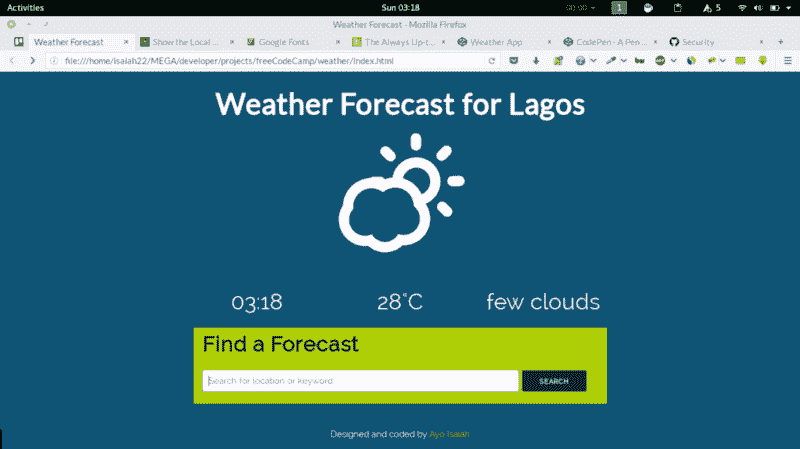 Activities
Sun 03:18
1
5
Weather Forecast - Mozilla Firefox
Weather Forecast
Show the Local ...
Google Fonts
The Always Up-t...
Weather App
CodePen - A Pen...
Security
file:///home/isaiah22/MEGA/developer/projects/freeCodeCamp/weather/index.html
Weather Forecast for Lagos
03:18
28°C
few clouds
Find a Forecast
Search for location or keyword
SEARCH
Designed and coded by Ayo Isaiah